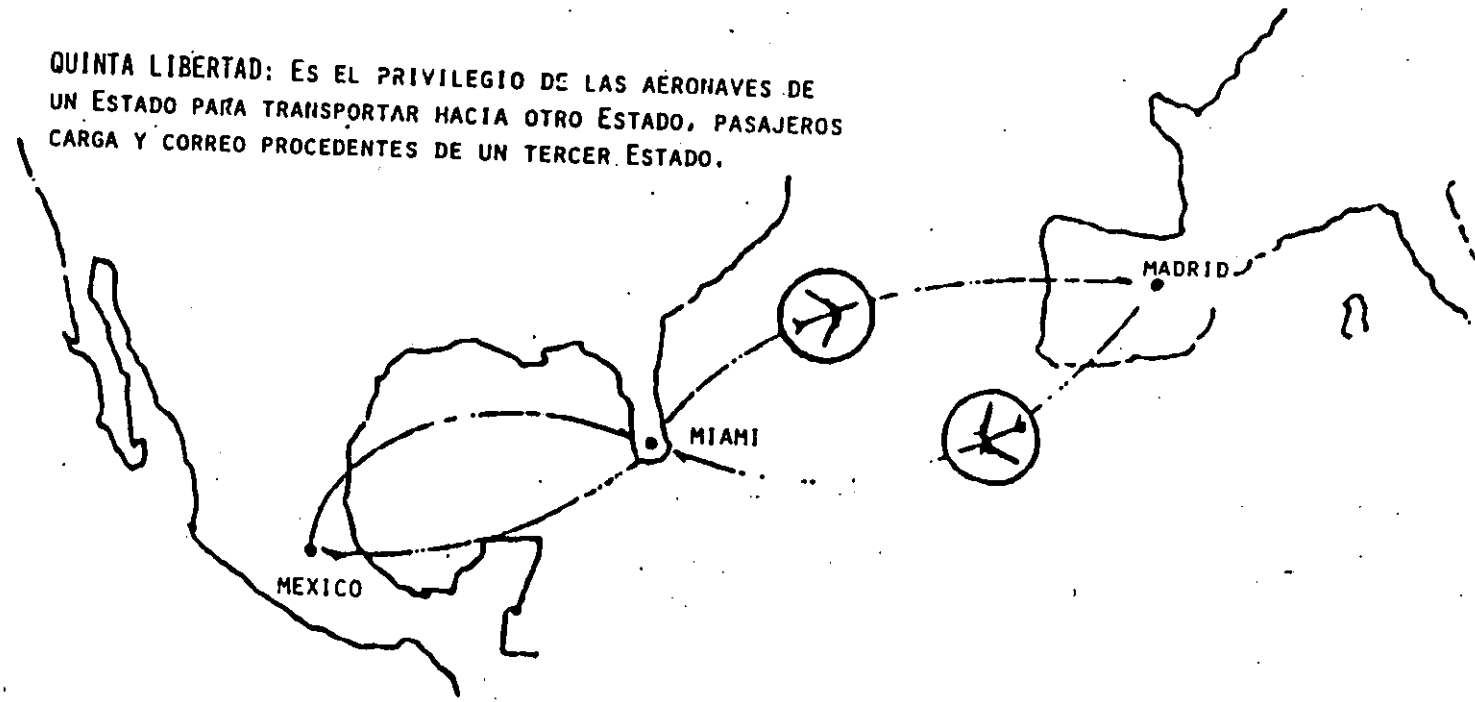 QUINTA LIBERTAD: ES EL PRIVILEGIO DE LAS AERONAVES DE
UN ESTADO PARA TRANSPORTAR HACIA OTRO ESTADO, PASAJEROS
CARGA Y CORREO PROCEDENTES DE UN TERCER ESTADO.
MADRID
MIAMI
MEXICO